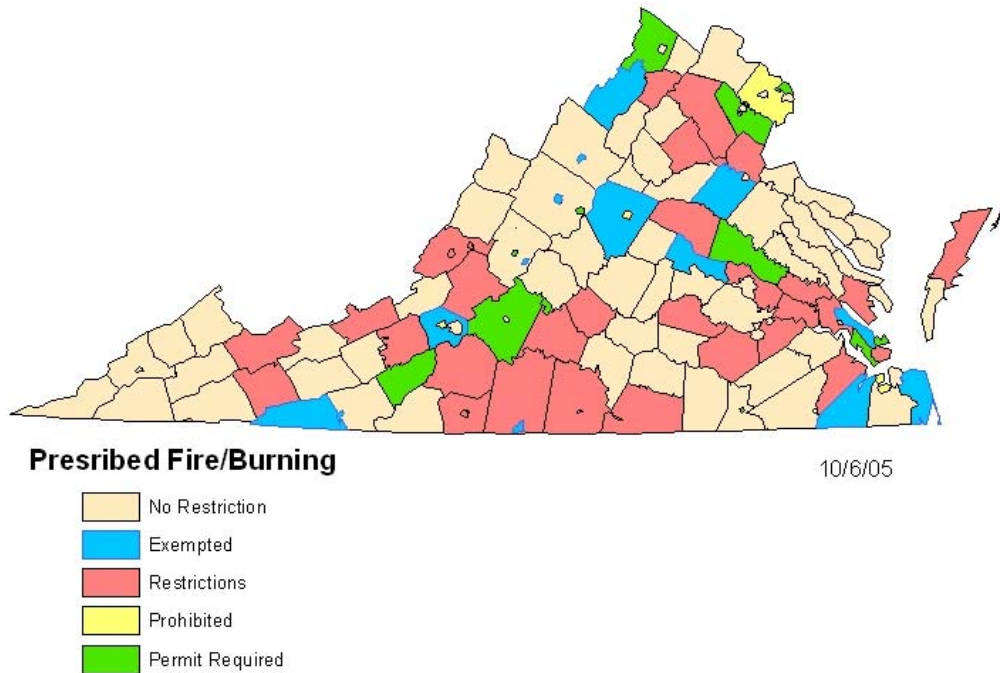 Presribed Fire/Burning
10/6/05
No Restriction
Exempted
Restrictions
Prohibited
Permit Required